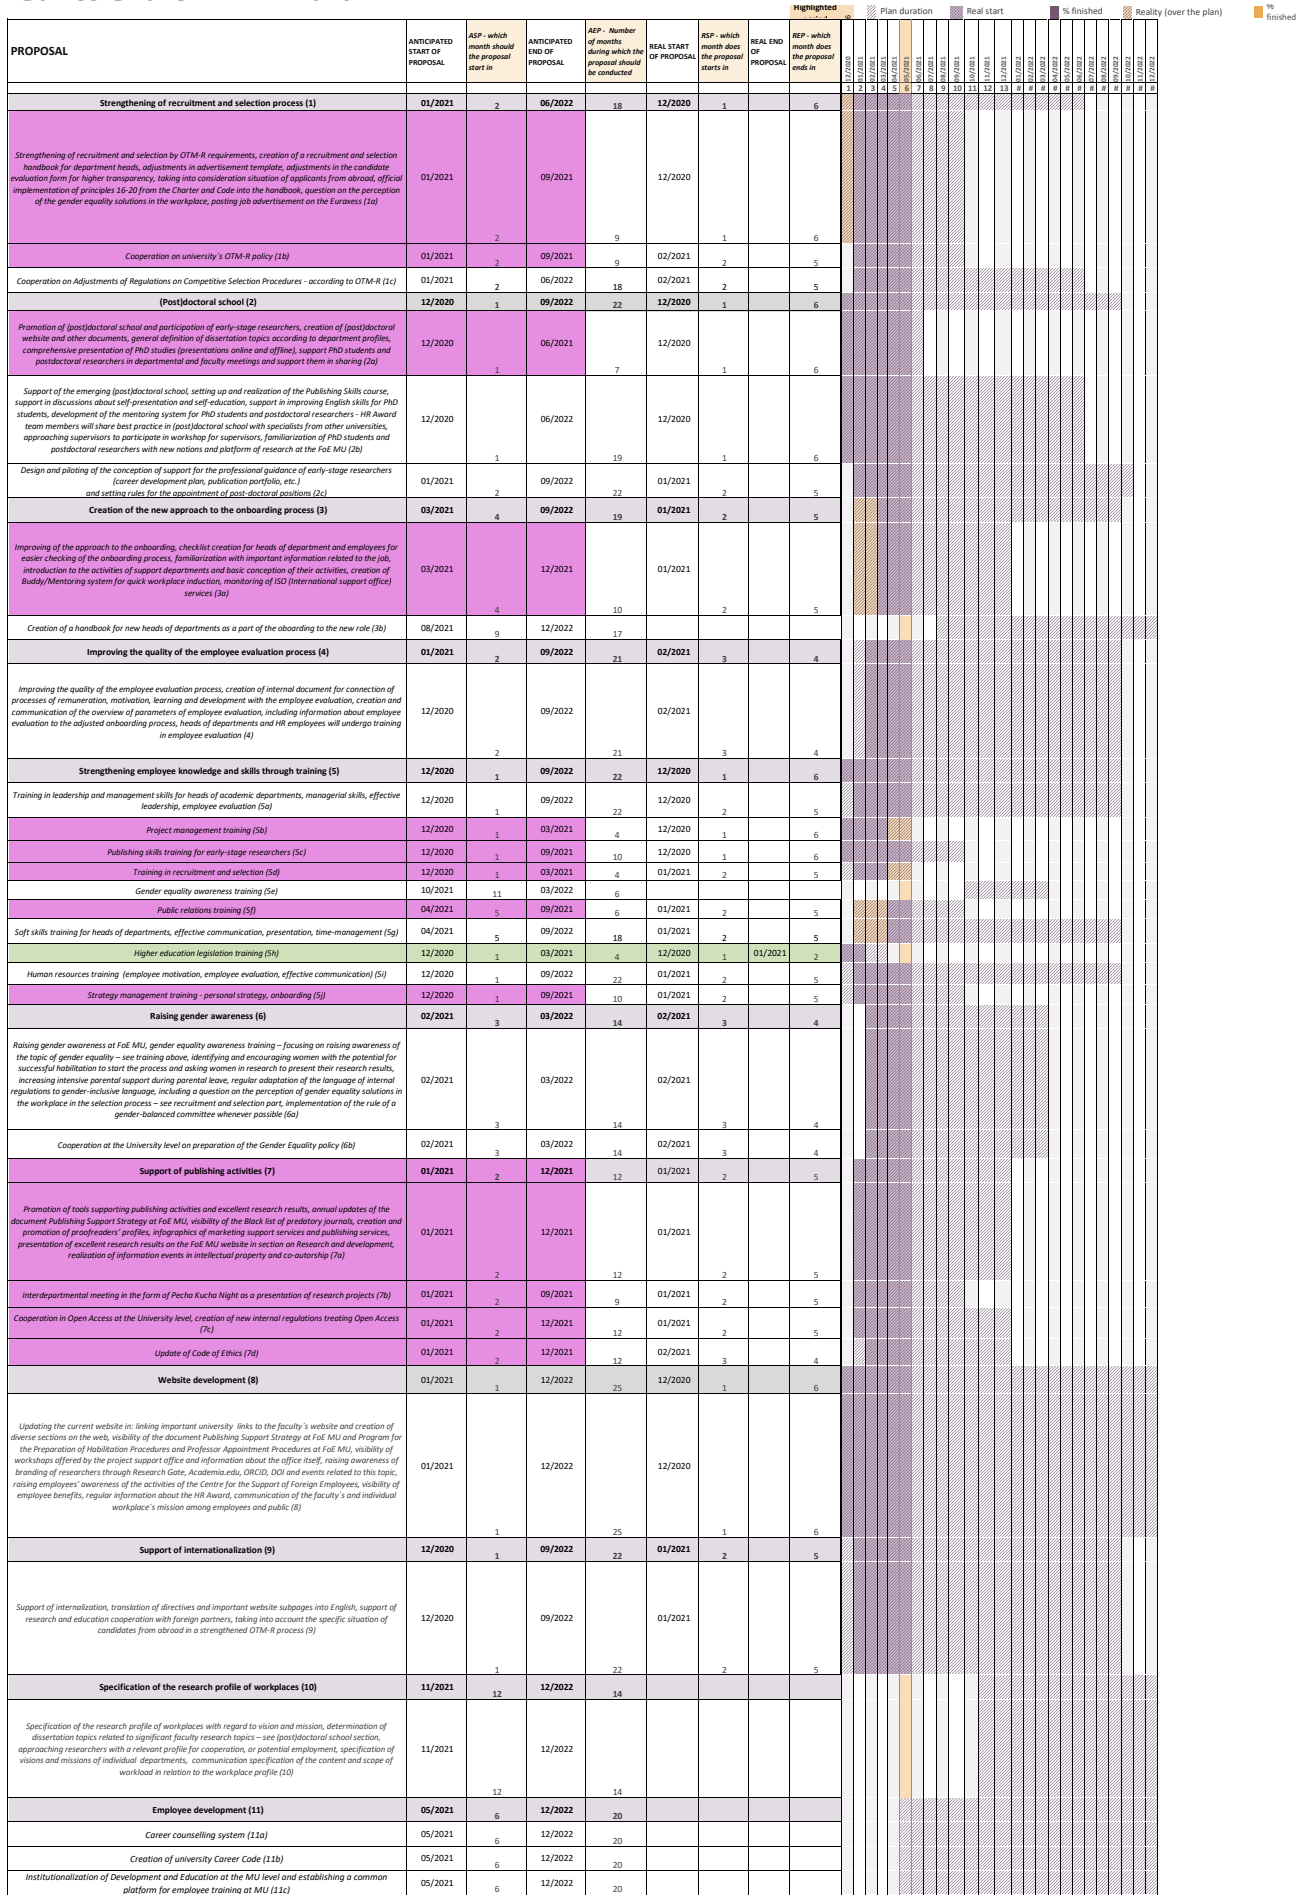 Highlighted
Plan duration
Real start
% finished
Reality (over the plan)
%
finished
PROPOSAL
ANTICIPATED START OF PROPOSAL
ASP - which month should the proposal start in
ANTICIPATED END OF PROPOSAL
AEP - Number of months during which the proposal should be conducted
REAL START OF PROPOSAL
RSP - which month does the proposal starts in
REAL END OF PROPOSAL
REP - which month does the proposal ends in
12/2020 01/2021 02/2021 03/2021 04/2021 05/2021 06/2021 07/2021 08/2021 09/2021 10/2021 11/2021 12/2021 01/2022 02/2022 03/2022 04/2022 05/2022 06/2022 07/2022 08/2022 09/2022 10/2022 11/2022 12/2022
1 2 3 4 5 6 7 8 9 10 11 12 13 # # # # # # # # # # # #
Strengthening of recruitment and selection process (1) 01/2021 2 06/2022 18 12/2020 1 6
Strengthening of recruitment and selection by OTM-R requirements, creation of a recruitment and selection
handbook for department heads, adjustments in advertisement template, adjustments in the candidate
evaluation form for higher transparency, taking into consideration situation of applicants from abroad, official
implementation of principles 16-20 from the Charter and Code into the handbook, question on the perception
of the gender equality solutions in the workplace, posting job advertisement on the Euraxess (1a)
01/2021 2 09/2021 9 12/2020 1 6
Cooperation on university´s OTM-R policy (1b) 01/2021 2 09/2021 9 02/2021 2 5
Cooperation on Adjustments of Regulations on Competitive Selection Procedures - according to OTM-R (1c) 01/2021 2 06/2022 18 02/2021 2 5
(Post)doctoral school (2) 12/2020 1 09/2022 22 12/2020 1 6
Promotion of (post)doctoral school and participation of early-stage researchers, creation of (post)doctoral
website and other documents, general definition of dissertation topics according to department profiles,
comprehensive presentation of PhD studies (presentations online and offline), support PhD students and
postdoctoral researchers in departmental and faculty meetings and support them in sharing (2a)
12/2020 1 06/2021 7 12/2020 1 6
Support of the emerging (post)doctoral school, setting up and realization of the Publishing Skills course,
support in discussions about self-presentation and self-education, support in improving English skills for PhD
students, development of the mentoring system for PhD students and postdoctoral researchers - HR Award
team members will share best practice in (post)doctoral school with specialists from other universities,
approaching supervisors to participate in workshop for supervisors, familiarization of PhD students and
postdoctoral researchers with new notions and platform of research at the FoE MU (2b)
12/2020 1 06/2022 19 12/2020 1 6
Design and piloting of the conception of support for the professional guidance of early-stage researchers
(career development plan, publication portfolio, etc.)
and setting rules for the appointment of post-doctoral positions (2c)
01/2021 2 09/2022 22 01/2021 2 5
Creation of the new approach to the onboarding process (3) 03/2021 4 09/2022 19 01/2021 2 5
Improving of the approach to the onboarding, checklist creation for heads of department and employees for
easier checking of the onboarding process, familiarization with important information related to the job,
introduction to the activities of support departments and basic conception of their activities, creation of
Buddy/Mentoring system for quick workplace induction, monitoring of ISO (International support office)
services (3a)
03/2021 4 12/2021 10 01/2021 2 5
Creation of a handbook for new heads of departments as a part of the oboarding to the new role (3b) 08/2021 9 12/2022 17
Improving the quality of the employee evaluation process (4) 01/2021 2 09/2022 21 02/2021 3 4
Improving the quality of the employee evaluation process, creation of internal document for connection of
processes of remuneration, motivation, learning and development with the employee evaluation, creation and
communication of the overview of parameters of employee evaluation, including information about employee
evaluation to the adjusted onboarding process, heads of departments and HR employees will undergo training
in employee evaluation (4)
12/2020 2 09/2022 21 02/2021 3 4
Strengthening employee knowledge and skills through training (5) 12/2020 1 09/2022 22 12/2020 1 6
Training in leadership and management skills for heads of academic departments, managerial skills, effective
leadership, employee evaluation (5a)
12/2020 1 09/2022 22 12/2020 2 5
Project management training (5b) 12/2020 1 03/2021 4 12/2020 1 6
Publishing skills training for early-stage researchers (5c) 12/2020 1 09/2021 10 12/2020 1 6
Training in recruitment and selection (5d) 12/2020 1 03/2021 4 01/2021 2 5
Gender equality awareness training (5e) 10/2021 11 03/2022 6
Public relations training (5f) 04/2021 5 09/2021 6 01/2021 2 5
Soft skills training for heads of departments, effective communication, presentation, time-management (5g) 04/2021 5 09/2022 18 01/2021 2 5
Higher education legislation training (5h) 12/2020 1 03/2021 4 12/2020 1 01/2021 2
Human resources training (employee motivation, employee evaluation, effective communication) (5i) 12/2020 1 09/2022 22 01/2021 2 5
Strategy management training - personal strategy, onboarding (5j) 12/2020 1 09/2021 10 01/2021 2 5
Raising gender awareness (6) 02/2021 3 03/2022 14 02/2021 3 4
Raising gender awareness at FoE MU, gender equality awareness training – focusing on raising awareness of
the topic of gender equality – see training above, identifying and encouraging women with the potential for
successful habilitation to start the process and asking women in research to present their research results,
increasing intensive parental support during parental leave, regular adaptation of the language of internal
regulations to gender-inclusive language, including a question on the perception of gender equality solutions in
the workplace in the selection process – see recruitment and selection part, implementation of the rule of a
gender-balanced committee whenever possible (6a)
02/2021 3 03/2022 14 02/2021 3 4
Cooperation at the University level on preparation of the Gender Equality policy (6b) 02/2021 3 03/2022 14 02/2021 3 4
Support of publishing activities (7) 01/2021 2 12/2021 12 01/2021 2 5
Promotion of tools supporting publishing activities and excellent research results, annual updates of the
document Publishing Support Strategy at FoE MU, visibility of the Black list of predatory journals, creation and
promotion of proofreaders' profiles, infographics of marketing support services and publishing services,
presentation of excellent research results on the FoE MU website in section on Research and development,
realization of information events in intellectual property and co-autorship (7a)
01/2021 2 12/2021 12 01/2021 2 5
Interdepartmental meeting in the form of Pecha Kucha Night as a presentation of research projects (7b) 01/2021 2 09/2021 9 01/2021 2 5
Cooperation in Open Access at the University level, creation of new internal regulations treating Open Access
(7c)
01/2021 2 12/2021 12 01/2021 2 5
Update of Code of Ethics (7d) 01/2021 2 12/2021 12 02/2021 3 4
Website development (8) 01/2021 1 12/2022 25 12/2020 1 6
Updating the current website in: linking important university links to the faculty´s website and creation of
diverse sections on the web, visibility of the document Publishing Support Strategy at FoE MU and Program for
the Preparation of Habilitation Procedures and Professor Appointment Procedures at FoE MU, visibility of
workshops offered by the project support office and information about the office itself, raising awareness of
branding of researchers through Research Gate, Academia.edu, ORCID, DOI and events related to this topic,
raising employees' awareness of the activities of the Centre for the Support of Foreign Employees, visibility of
employee benefits, regular information about the HR Award, communication of the faculty´s and individual
workplace´s mission among employees and public (8)
01/2021 1 12/2022 25 12/2020 1 6
Support of internationalization (9) 12/2020 1 09/2022 22 01/2021 2 5
Support of internalization, translation of directives and important website subpages into English, support of
research and education cooperation with foreign partners, taking into account the specific situation of
candidates from abroad in a strengthened OTM-R process (9)
12/2020 1 09/2022 22 01/2021 2 5
Specification of the research profile of workplaces (10) 11/2021 12 12/2022 14
Specification of the research profile of workplaces with regard to vision and mission, determination of
dissertation topics related to significant faculty research topics – see (post)doctoral school section,
approaching researchers with a relevant profile for cooperation, or potential employment, specification of
visions and missions of individual departments, communication specification of the content and scope of
workload in relation to the workplace profile (10)
11/2021 12 12/2022 14
Employee development (11) 05/2021 6 12/2022 20
Career counselling system (11a) 05/2021 6 12/2022 20
Creation of university Career Code (11b) 05/2021 6 12/2022 20
Institutionalization of Development and Education at the MU level and establishing a common
platform for employee training at MU (11c)
05/2021 6 12/2022 20